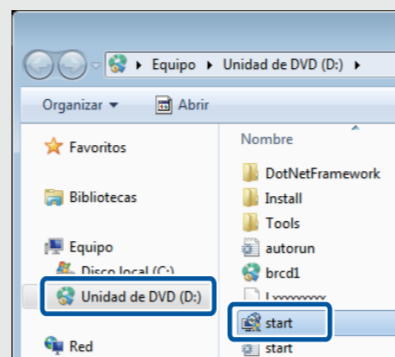 Equipo Unidad de DVD (D:)
Organizar Abrir
Favoritos
Bibliotecas
Equipo
Disco local (C:)
Unidad de DVD (D:)
Red
Nombre
DotNetFramework
Install
Tools
autorun
brcd1
start
start